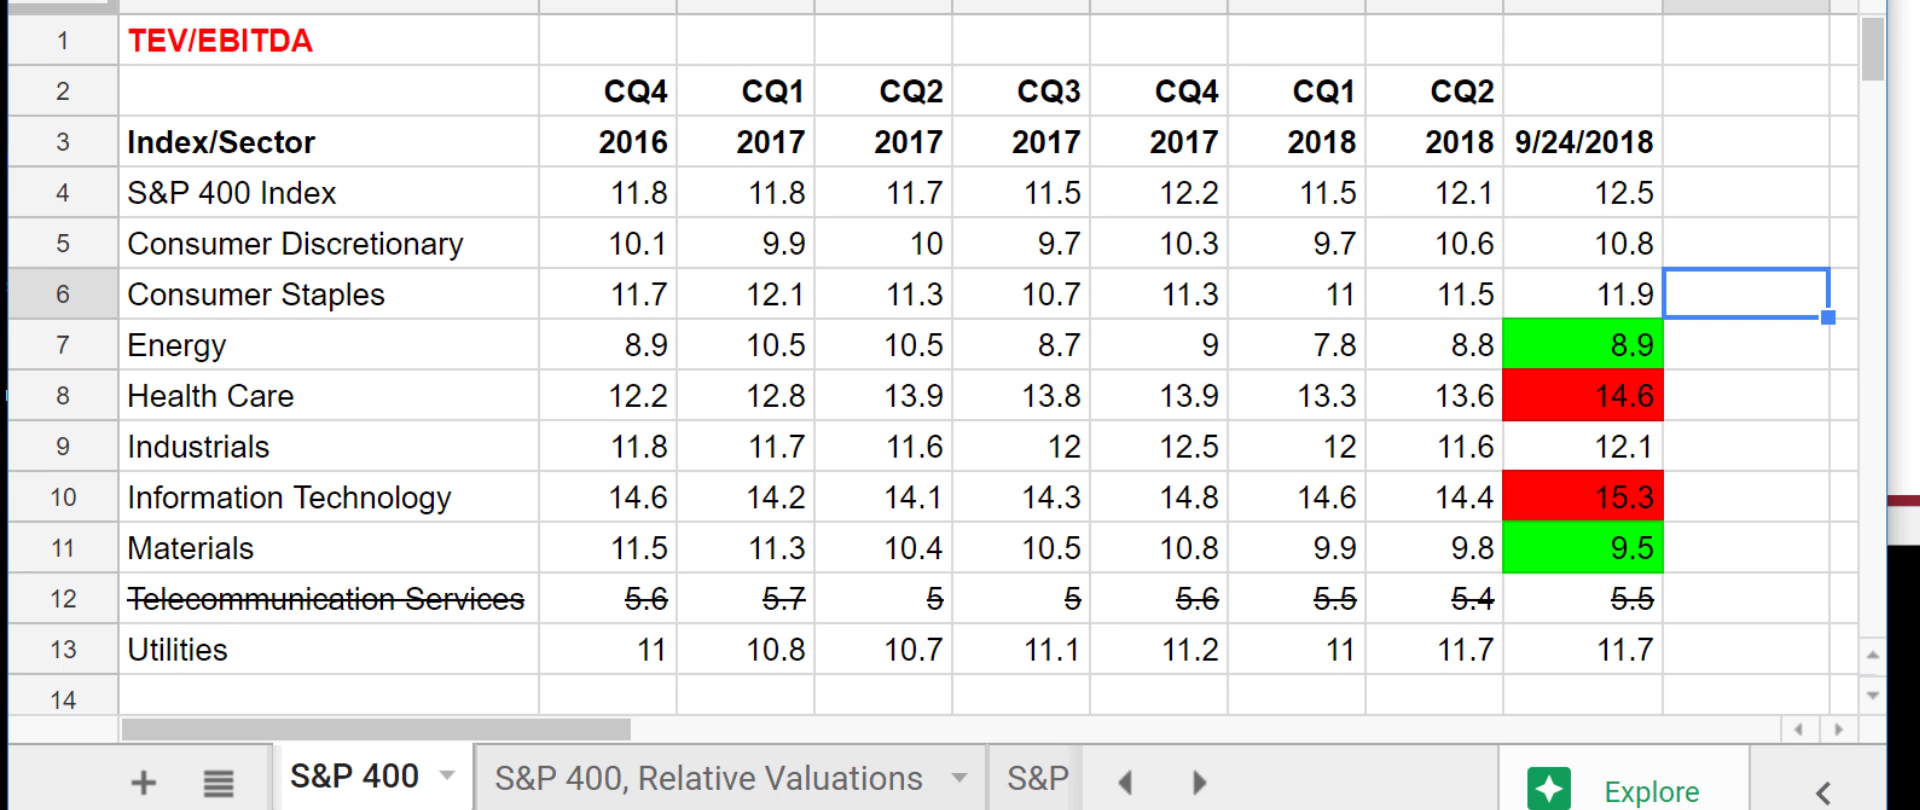 1 TEV/EBITDA
2 CQ4 CQ1 CQ2 CQ3 CQ4 CQ1 CQ2
3 Index/Sector 2016 2017 2017 2017 2017 2018 2018 9/24/2018
4 S&P 400 Index 11.8 11.8 11.7 11.5 12.2 11.5 12.1 12.5
5 Consumer Discretionary 10.1 9.9 10 9.7 10.3 9.7 10.6 10.8
6 Consumer Staples 11.7 12.1 11.3 10.7 11.3 11 11.5 11.9
7 Energy 8.9 10.5 10.5 8.7 9 7.8 8.8 8.9
8 Health Care 12.2 12.8 13.9 13.8 13.9 13.3 13.6 14.6
9 Industrials 11.8 11.7 11.6 12 12.5 12 11.6 12.1
10 Information Technology 14.6 14.2 14.1 14.3 14.8 14.6 14.4 15.3
11 Materials 11.5 11.3 10.4 10.5 10.8 9.9 9.8 9.5
12 Telecommunication Services 5.6 5.7 5 5 5.6 5.5 5.4 5.5
13 Utilities 11 10.8 10.7 11.1 11.2 11 11.7 11.7
14
S&P 400 S&P 400, Relative Valuations S&P Explore